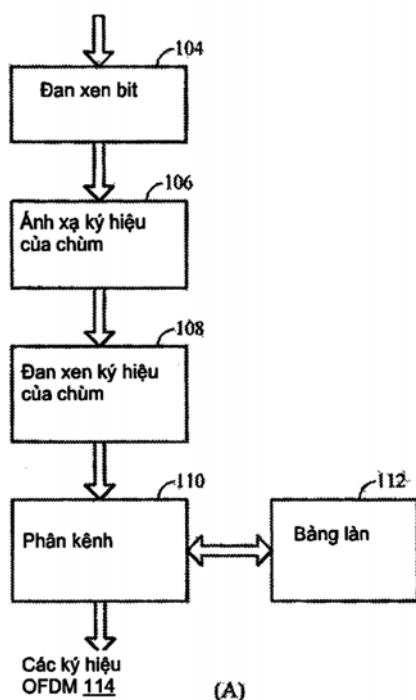 104
Đan xen bit
106
Ánh xạ ký hiệu
của chùm
108
Đan xen ký hiệu
của chùm
110
112
Phân kênh
Bảng làn
Các ký hiệu
OFDM 114
(A)